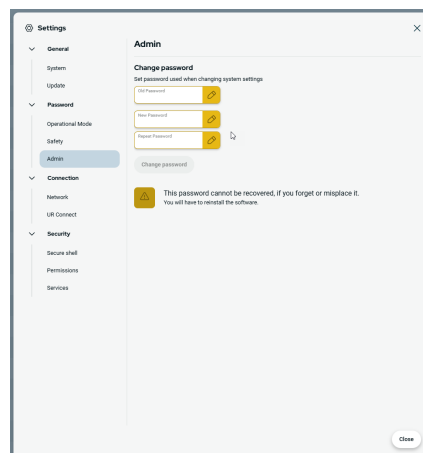 Settings
General
System
Update
Password
Operational Mode
Safety
Admin
Connection
Network
UR Connect
Security
Secure shell
Permissions
Services
Admin
Change password
Set password used when changing system settings
Old Password
New Password
Repeat Password
Change password
This password cannot be recovered, if you forget or misplace it.
You will have to reinstall the software.
Close